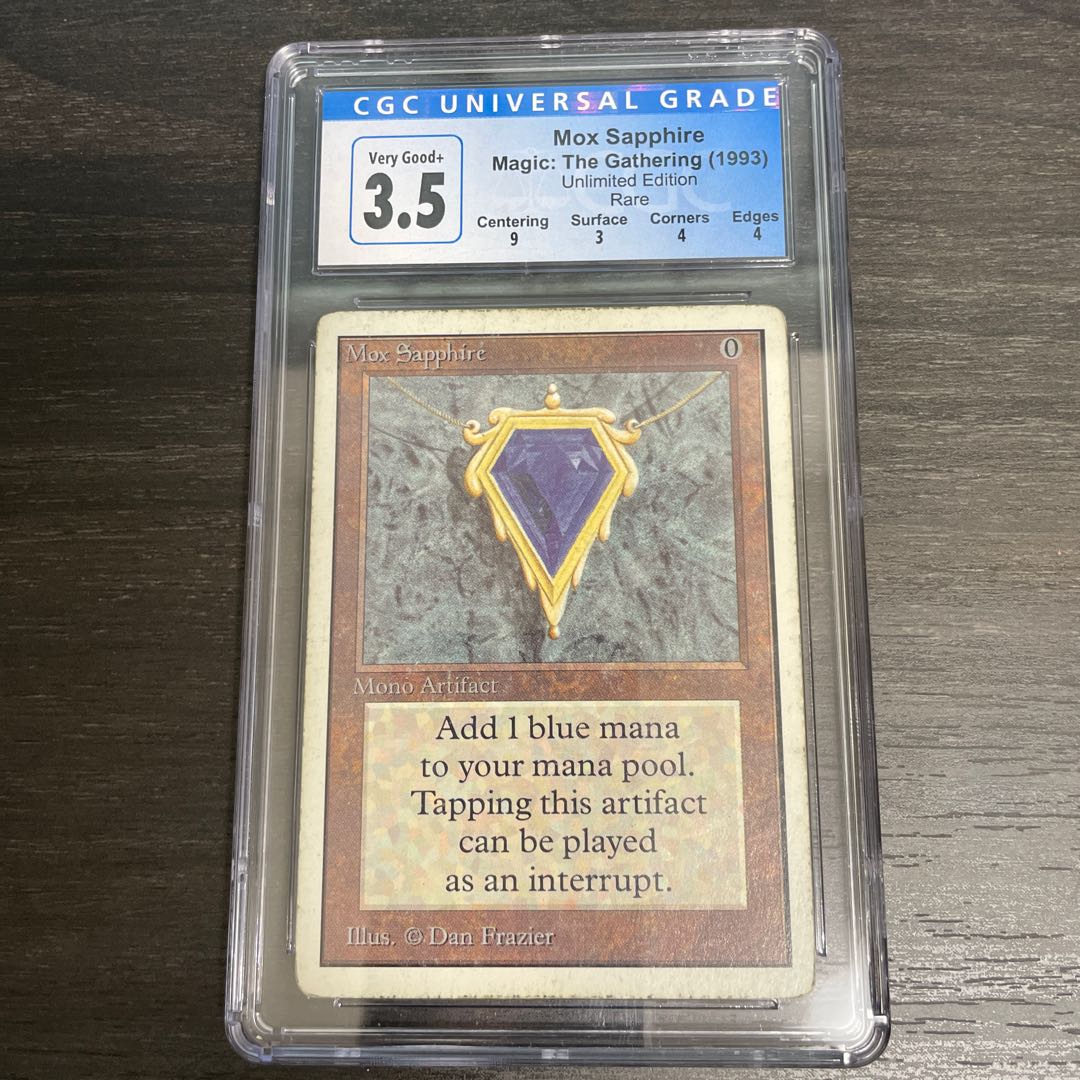 CGC UNIVERSAL GRADE
Very Good+
3.5
Mox Sapphire
Magic: The Gathering (1993)
Unlimited Edition
Rare
Centering Surface Corners Edges
9 3 4 4
Mox Sapphire 0
Mono Artifact
Add 1 blue mana
to your mana pool.
Tapping this artifact
can be played
as an interrupt.
Illus. © Dan Frazier